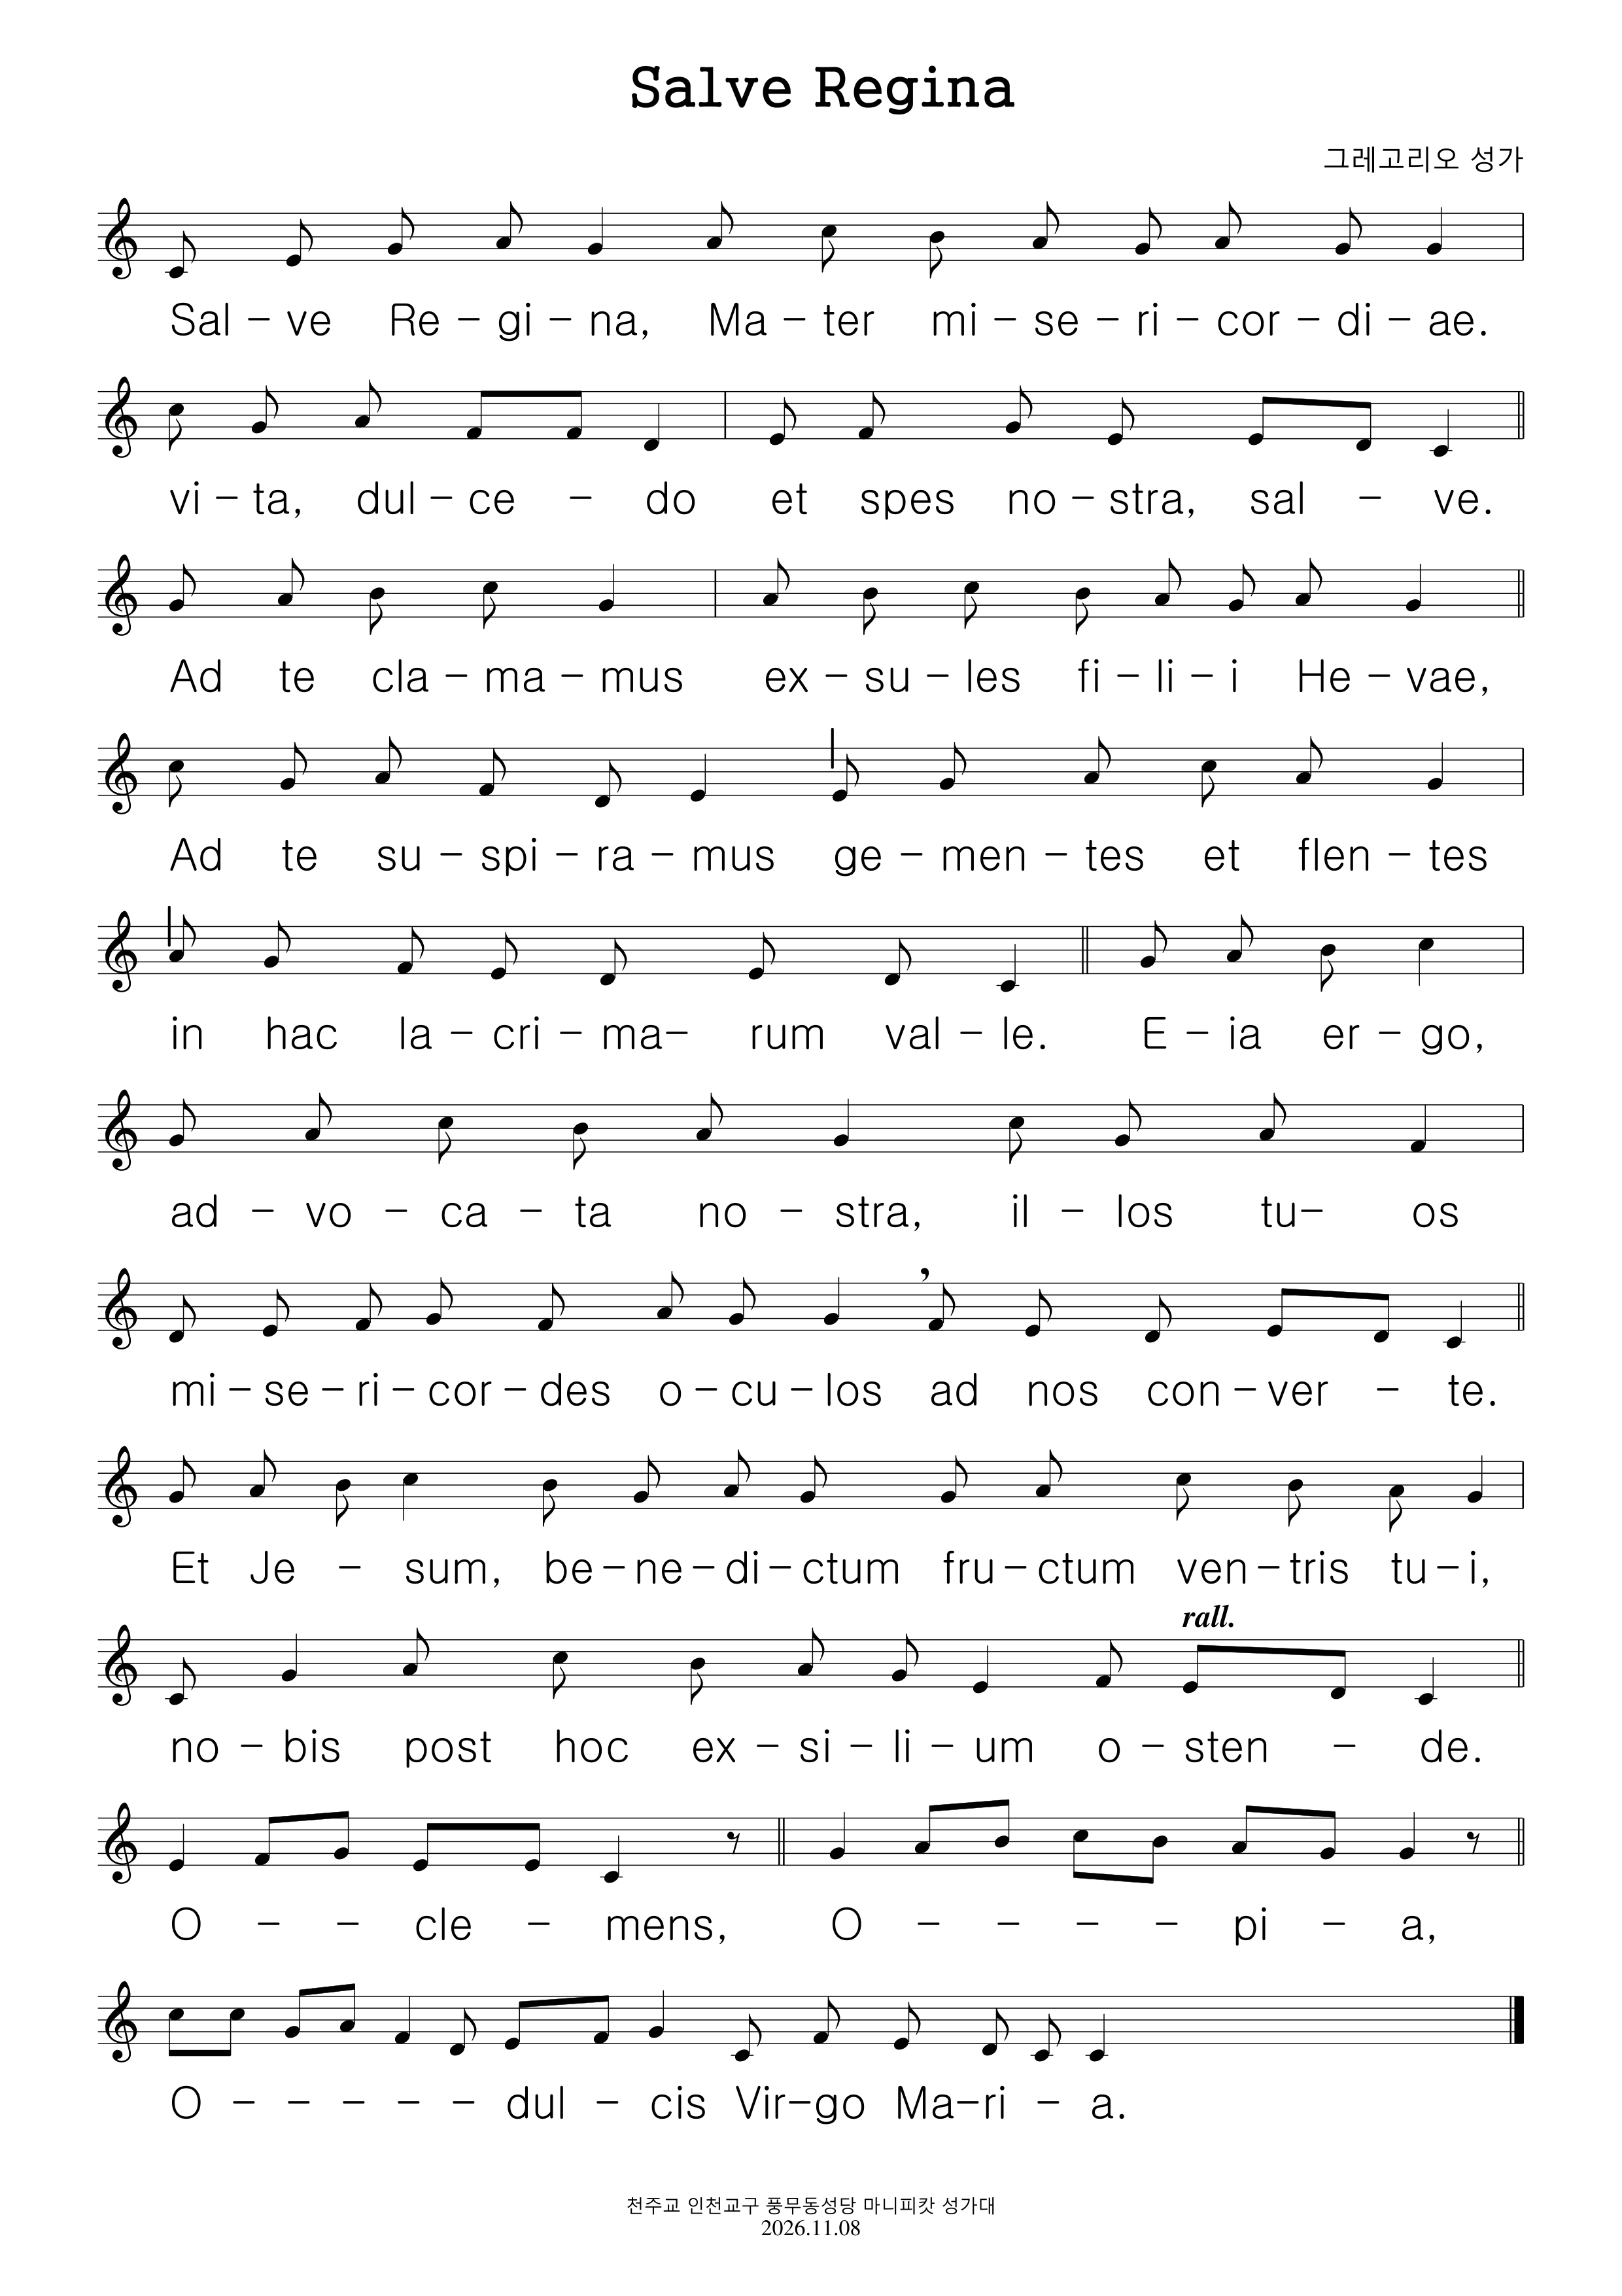 Salve Regina
그레고리오 성가
Sal – ve Re – gi – na, Ma – ter mi – se – ri – cor – di – ae.
vi – ta, dul – ce – do et spes no – stra, sal – ve.
Ad te cla – ma – mus ex – su – les fi – li – i He – vae,
Ad te su – spi – ra – mus ge – men – tes et flen – tes
in hac la – cri – ma– rum val – le. E – ia er – go,
ad – vo – ca – ta no – stra, il – los tu– os
mi – se – ri – cor – des o – cu – los ad nos con – ver – te.
Et Je – sum, be – ne – di – ctum fru – ctum ven – tris tu – i,
rall.
no – bis post hoc ex – si – li – um o – sten – de.
O – – cle – mens, O – – – – pi – a,
O – – – – – dul – cis Vir–go Ma–ri – a.
천주교 인천교구 풍무동성당 마니피캇 성가대
2026.11.08